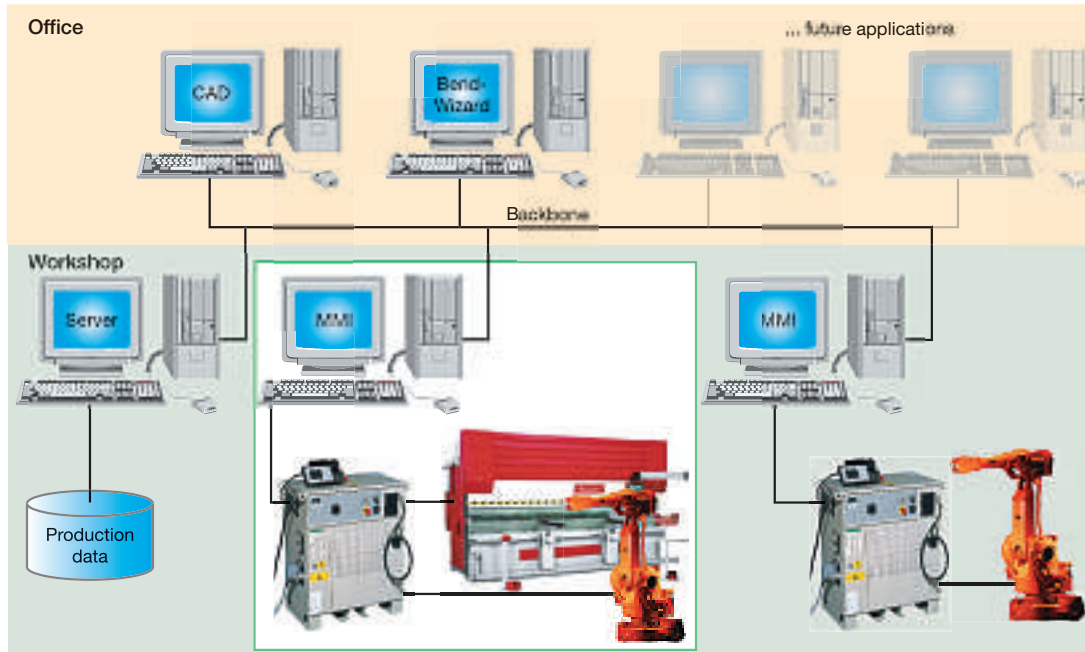 Office
... future applications
CAD
Bend-
Wizard
Backbone
Workshop
Server
MMI
MMI
Production
data